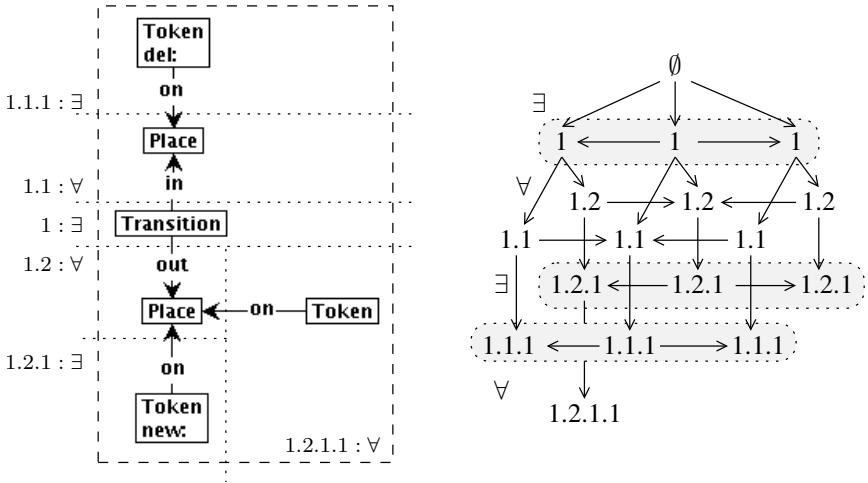 Token
del:
on
1.1.1 : ∃
Place
1.1 : ∀
in
1 : ∃
Transition
1.2 : ∀
out
Place
on
Token
1.2.1 : ∃
on
Token
new:
1.2.1.1 : ∀
∅
∃
1 1 1
∀
1.2 1.2 1.2
1.1 1.1 1.1
∃
1.2.1 1.2.1 1.2.1
1.1.1 1.1.1 1.1.1
∀
1.2.1.1